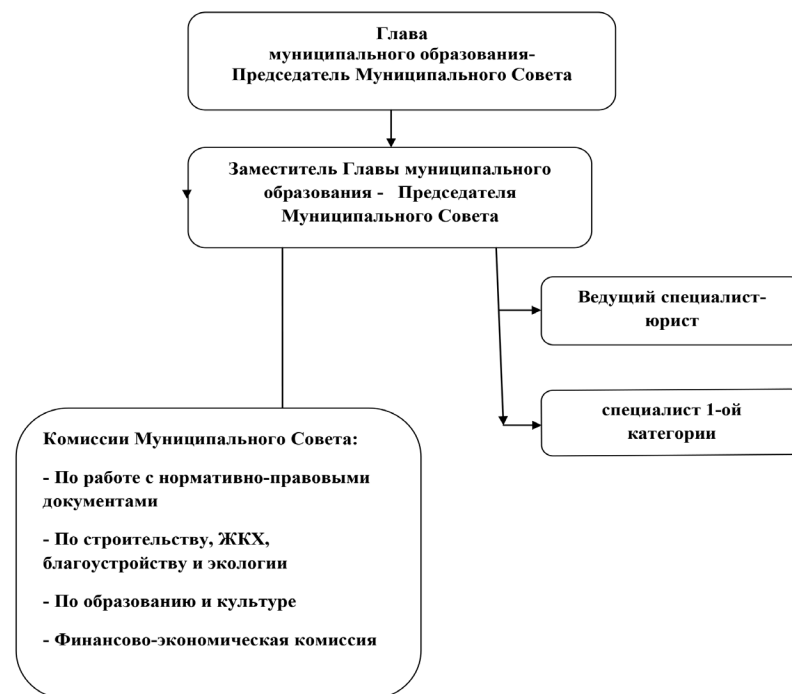 Глава
муниципального образования-
Председатель Муниципального Совета
Заместитель Главы муниципального
образования - Председателя
Муниципального Совета
Ведущий специалист-
юрист
специалист 1-ой
категории
Комиссии Муниципального Совета:
- По работе с нормативно-правовыми
документами
- По строительству, ЖКХ,
благоустройству и экологии
- По образованию и культуре
- Финансово-экономическая комиссия